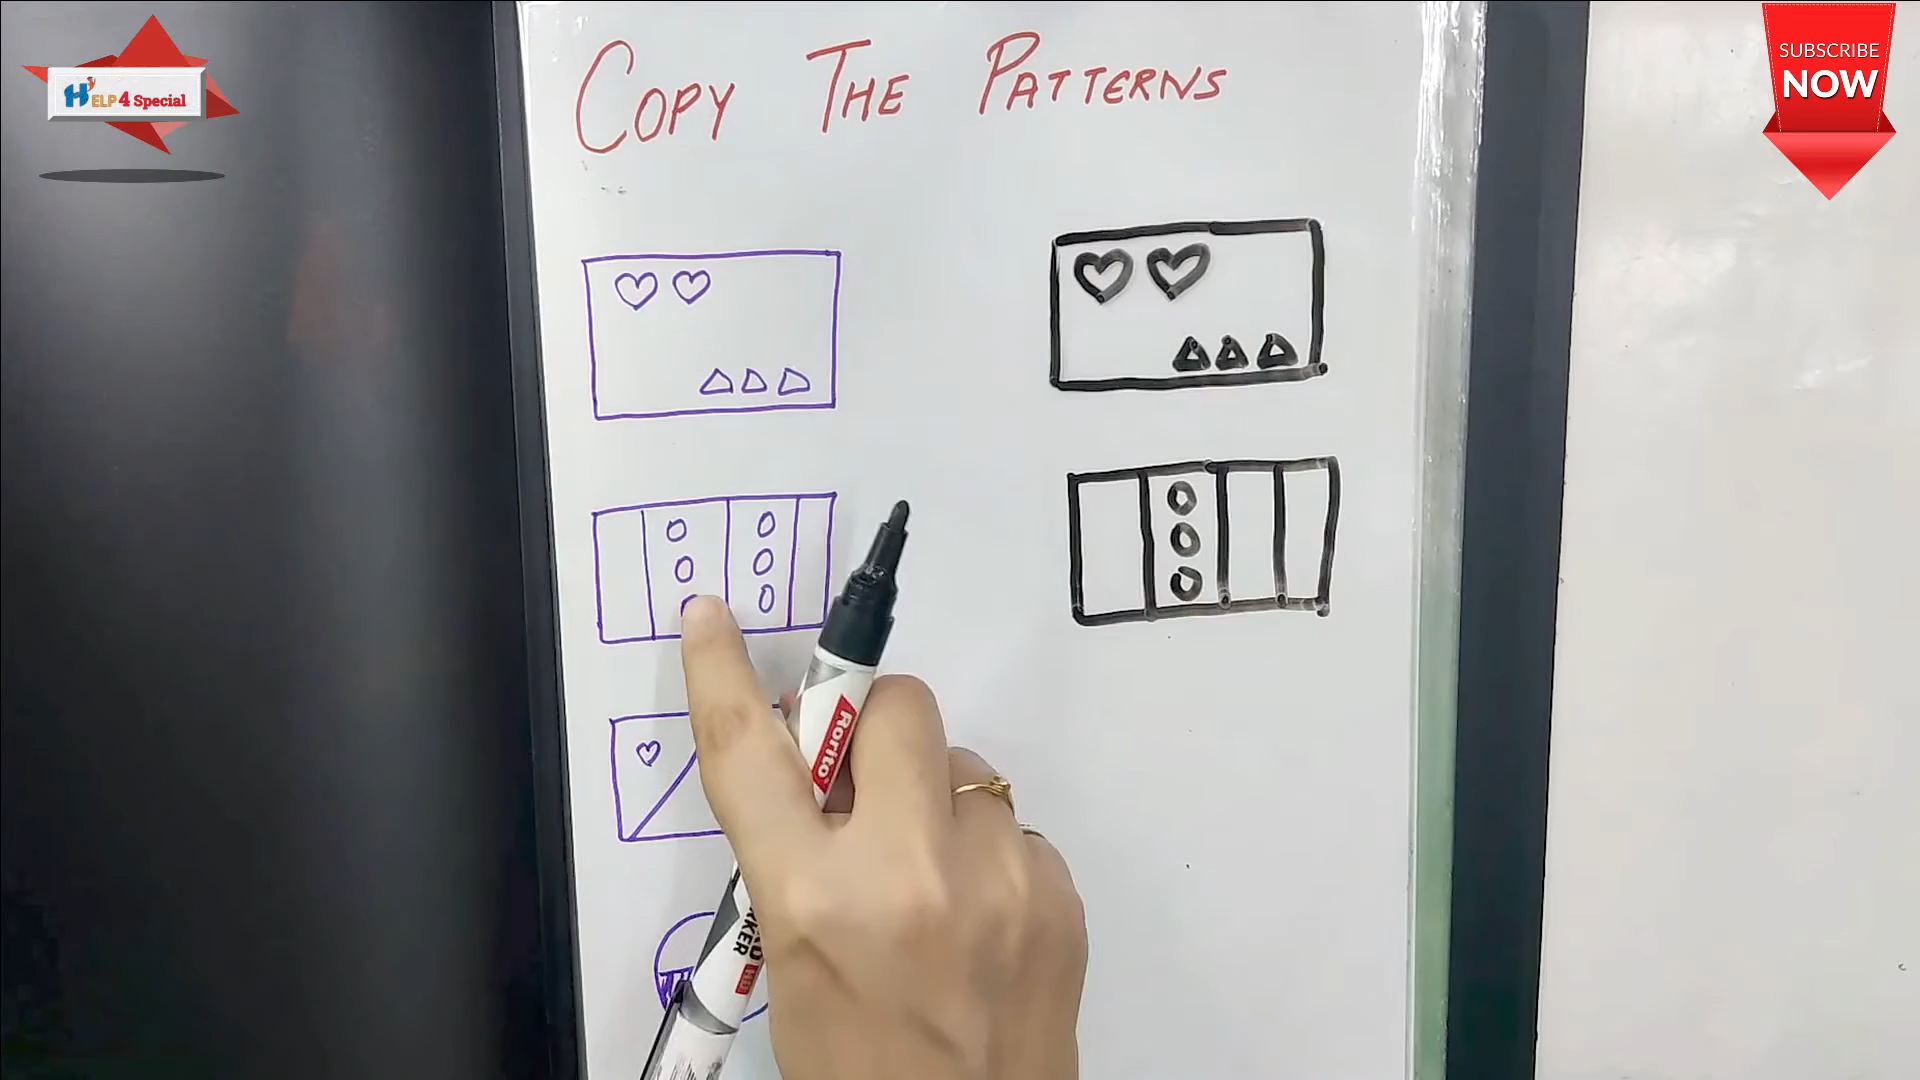 HELP 4 Special
SUBSCRIBE
NOW
COPY THE PATTERNS
Rorito